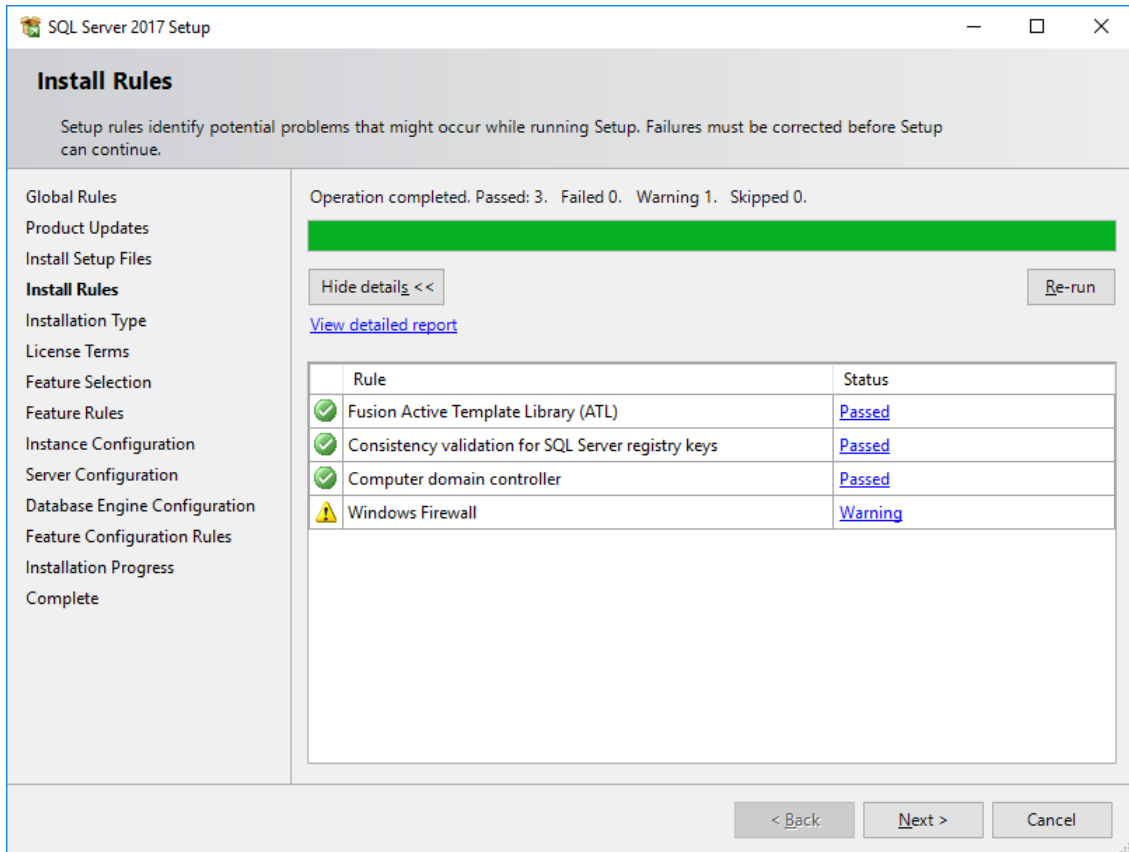 SQL Server 2017 Setup
Install Rules
Setup rules identify potential problems that might occur while running Setup. Failures must be corrected before Setup
can continue.
Global Rules
Product Updates
Install Setup Files
Install Rules
Installation Type
License Terms
Feature Selection
Feature Rules
Instance Configuration
Server Configuration
Database Engine Configuration
Feature Configuration Rules
Installation Progress
Complete
Operation completed. Passed: 3. Failed 0. Warning 1. Skipped 0.
Hide details << Re-run
View detailed report
Rule Status
Fusion Active Template Library (ATL) Passed
Consistency validation for SQL Server registry keys Passed
Computer domain controller Passed
Windows Firewall Warning
< Back Next > Cancel